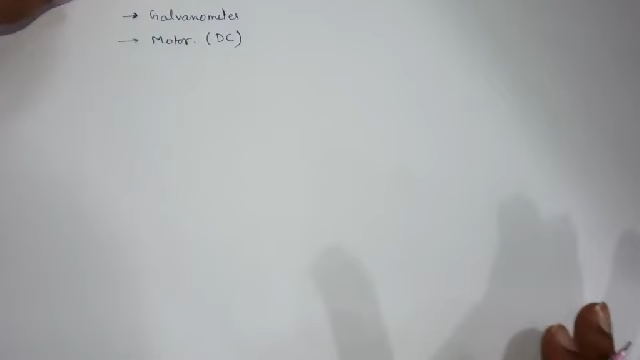 → Galvanometer
→ Motor. (DC)